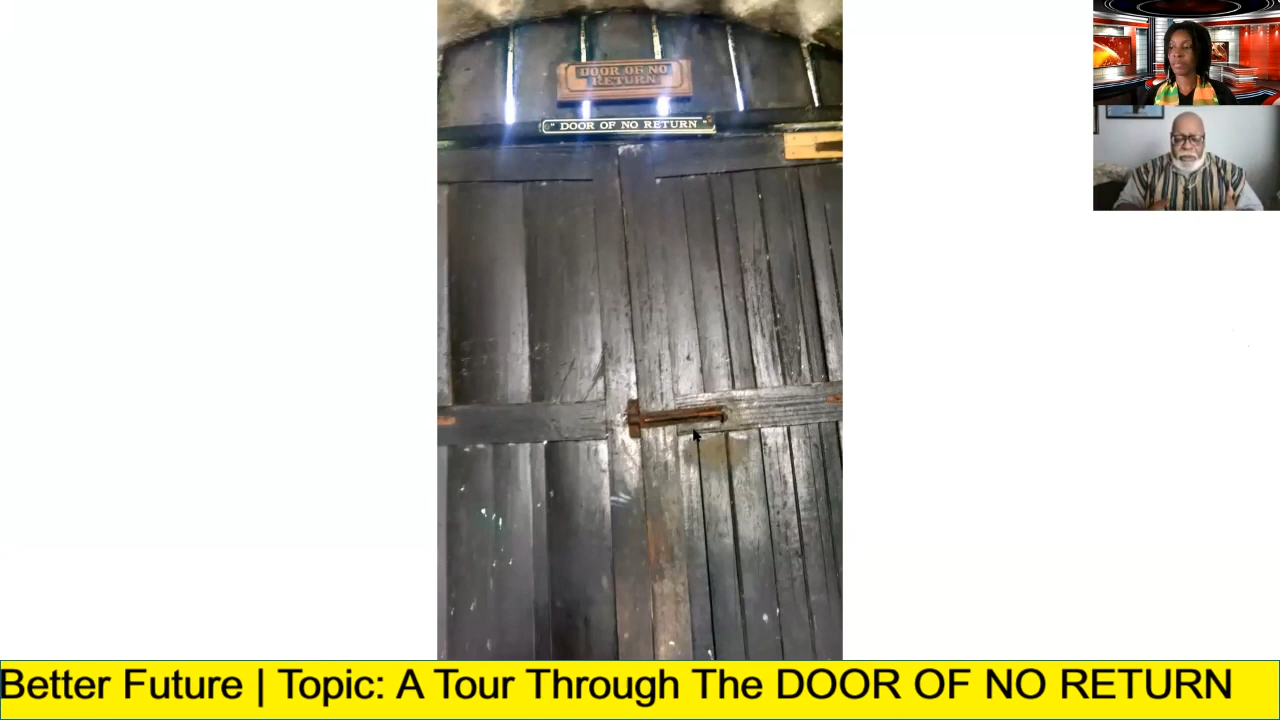 DOOR OF NO
RETURN
" DOOR OF NO RETURN "
Better Future | Topic: A Tour Through The DOOR OF NO RETURN